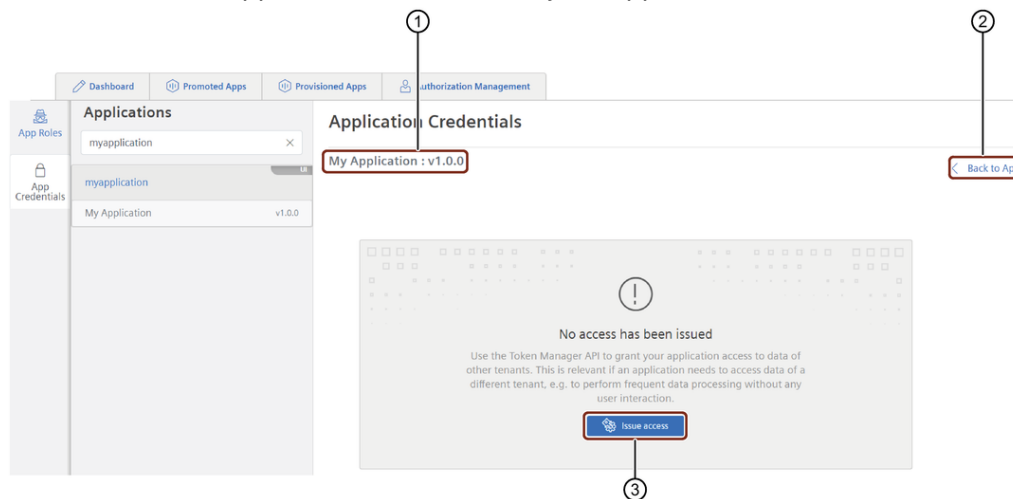 1
2
Dashboard
Promoted Apps
Provisioned Apps
Authorization Management
App Roles
App
Credentials
Applications
myapplication
UI
myapplication
My Application v1.0.0
Application Credentials
My Application : v1.0.0
Back to Ap
No access has been issued
Use the Token Manager API to grant your application access to data of
other tenants. This is relevant if an application needs to access data of a
different tenant, e.g. to perform frequent data processing without any
user interaction.
Issue access
3